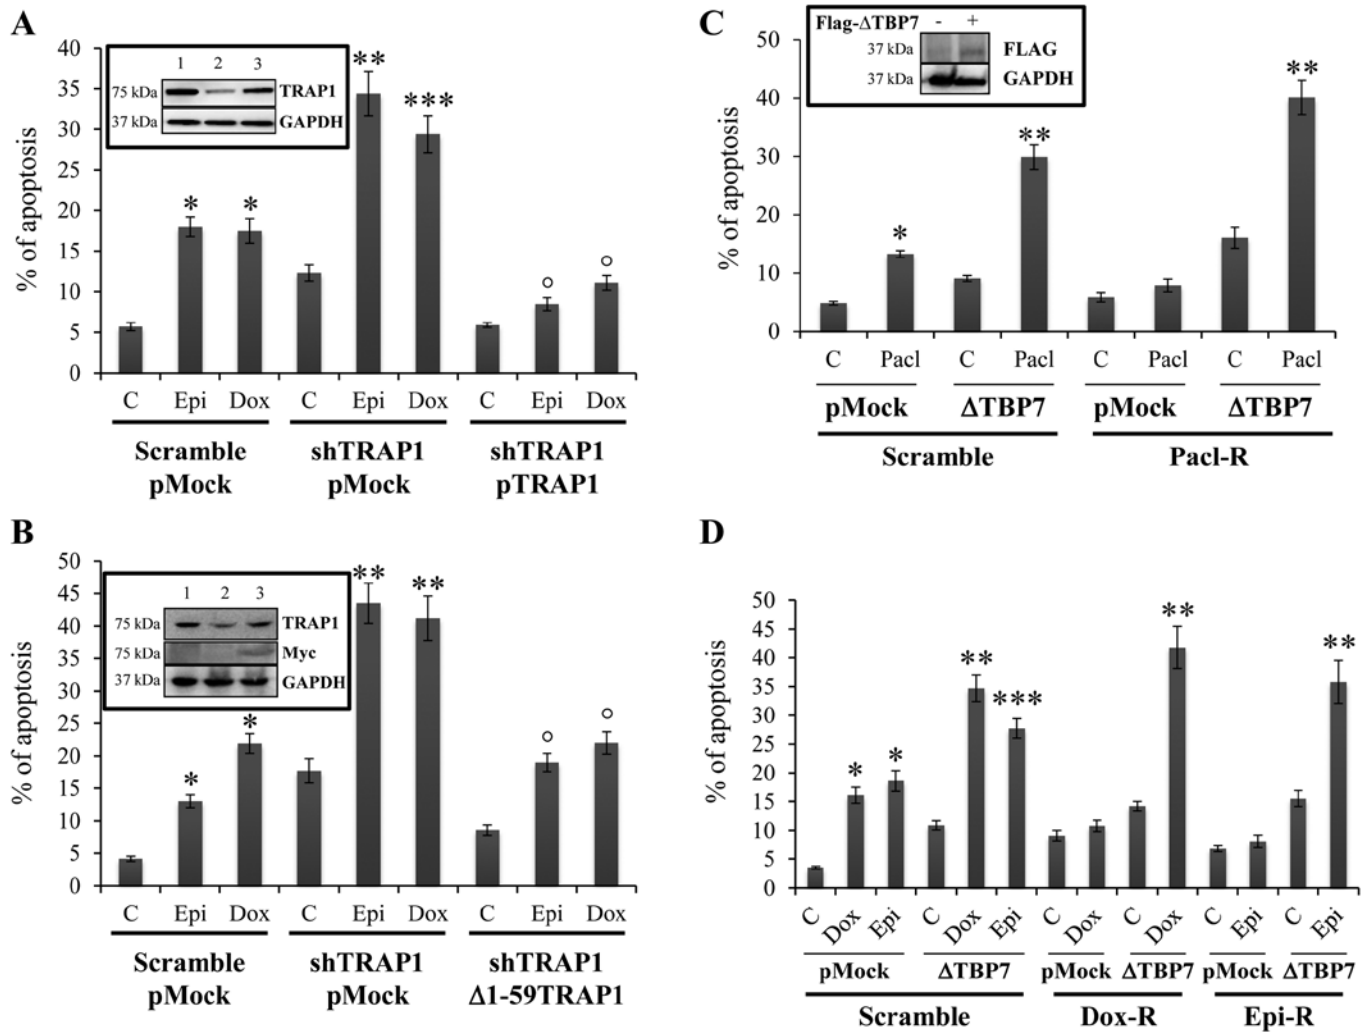 A
40
35
30
25
20
15
10
5
0
% of apoptosis
1 2 3
75 kDa TRAP1
37 kDa GAPDH
* * ** *** ○ ○
C Epi Dox C Epi Dox C Epi Dox
Scramble shTRAP1 shTRAP1
pMock pMock pTRAP1
B
50
45
40
35
30
25
20
15
10
5
0
% of apoptosis
1 2 3
75 kDa TRAP1
75 kDa Myc
37 kDa GAPDH
* * ** ** ○ ○
C Epi Dox C Epi Dox C Epi Dox
Scramble shTRAP1 shTRAP1
pMock pMock Δ1-59TRAP1
C
50
40
30
20
10
0
% of apoptosis
Flag-ΔTBP7 - +
37 kDa FLAG
37 kDa GAPDH
* ** **
C Pacl C Pacl C Pacl C Pacl
pMock ΔTBP7 pMock ΔTBP7
Scramble Pacl-R
D
50
45
40
35
30
25
20
15
10
5
0
% of apoptosis
* * ** *** ** **
C Dox Epi C Dox Epi C Dox C Dox C Epi C Epi
pMock ΔTBP7 pMock ΔTBP7 pMock ΔTBP7
Scramble Dox-R Epi-R